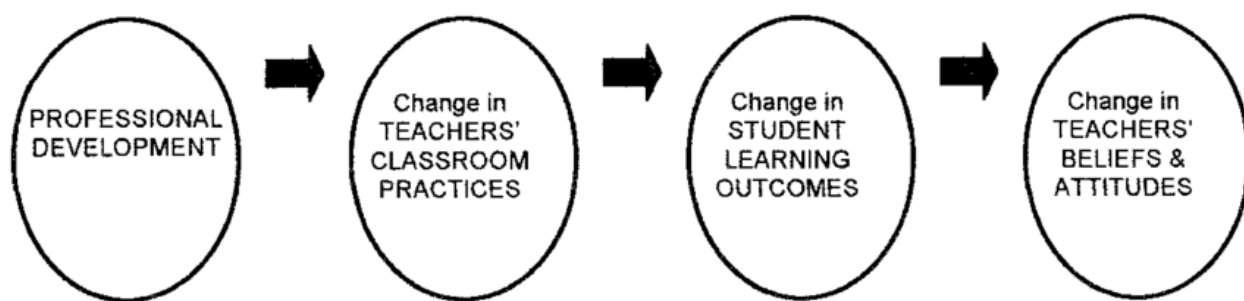 PROFESSIONAL
DEVELOPMENT
Change in
TEACHERS'
CLASSROOM
PRACTICES
Change in
STUDENT
LEARNING
OUTCOMES
Change in
TEACHERS'
BELIEFS &
ATTITUDES